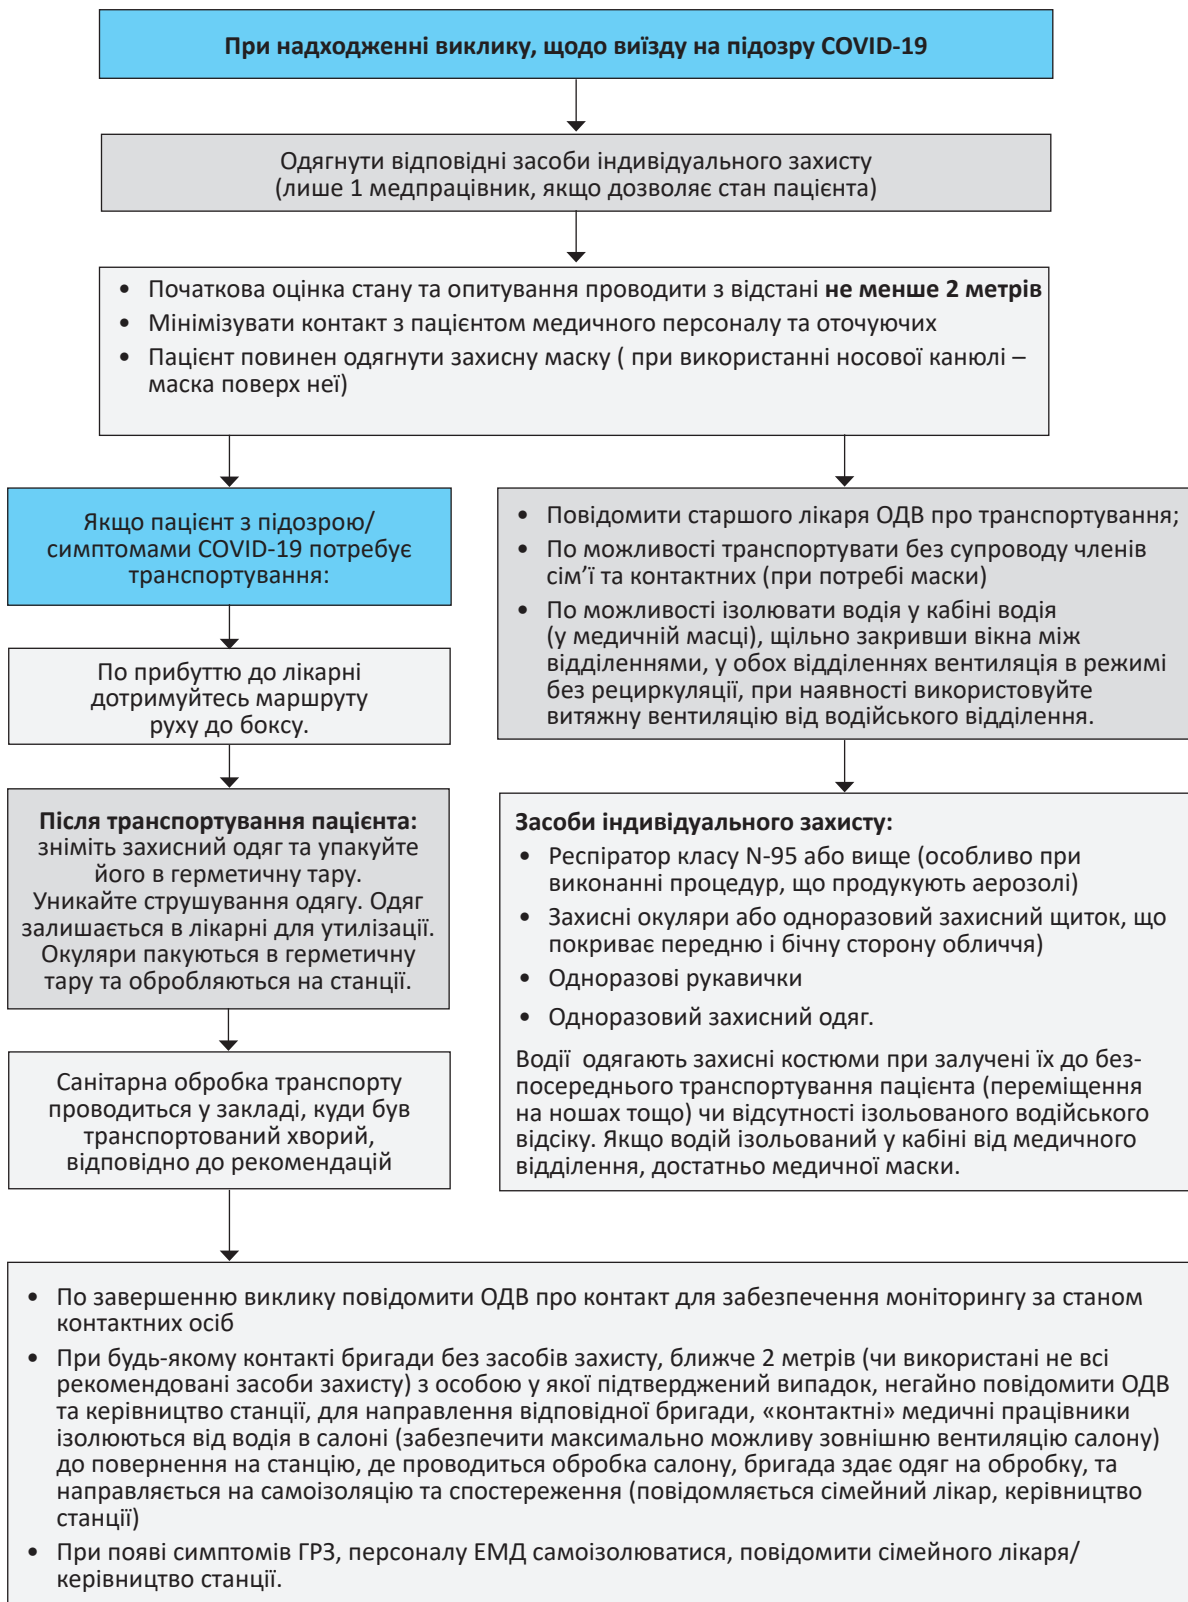 При надходженні виклику, щодо виїзду на підозру COVID-19
Одягнути відповідні засоби індивідуального захисту
(лише 1 медпрацівник, якщо дозволяє стан пацієнта)
• Початкова оцінка стану та опитування проводити з відстані не менше 2 метрів
• Мінімізувати контакт з пацієнтом медичного персоналу та оточуючих
• Пацієнт повинен одягнути захисну маску ( при використанні носової канюлі –
маска поверх неї)
Якщо пацієнт з підозрою/
симптомами COVID-19 потребує
транспортування:
По прибуттю до лікарні
дотримуйтесь маршруту
руху до боксу.
Після транспортування пацієнта:
зніміть захисний одяг та упакуйте
його в герметичну тару.
Уникайте струшування одягу. Одяг
залишається в лікарні для утилізації.
Окуляри пакуються в герметичну
тару та обробляються на станції.
Санітарна обробка транспорту
проводиться у закладі, куди був
транспортований хворий,
відповідно до рекомендацій
• Повідомити старшого лікаря ОДВ про транспортування;
• По можливості транспортувати без супроводу членів
сім’ї та контактних (при потребі маски)
• По можливості ізолювати водія у кабіні водія
(у медичній масці), щільно закривши вікна між
відділеннями, у обох відділеннях вентиляція в режимі
без рециркуляції, при наявності використовуйте
витяжну вентиляцію від водійського відділення.
Засоби індивідуального захисту:
• Респіратор класу N-95 або вище (особливо при
виконанні процедур, що продукують аерозолі)
• Захисні окуляри або одноразовий захисний щиток, що
покриває передню і бічну сторону обличчя)
• Одноразові рукавички
• Одноразовий захисний одяг.
Водії одягають захисні костюми при залучені їх до без-
посереднього транспортування пацієнта (переміщення
на ношах тощо) чи відсутності ізольованого водійського
відсіку. Якщо водій ізольований у кабіні від медичного
відділення, достатньо медичної маски.
• По завершенню виклику повідомити ОДВ про контакт для забезпечення моніторингу за станом
контактних осіб
• При будь-якому контакті бригади без засобів захисту, ближче 2 метрів (чи використані не всі
рекомендовані засоби захисту) з особою у якої підтверджений випадок, негайно повідомити ОДВ
та керівництво станції, для направлення відповідної бригади, «контактні» медичні працівники
ізолюються від водія в салоні (забезпечити максимально можливу зовнішню вентиляцію салону)
до повернення на станцію, де проводиться обробка салону, бригада здає одяг на обробку, та
направляється на самоізоляцію та спостереження (повідомляється сімейний лікар, керівництво
станції)
• При появі симптомів ГРЗ, персоналу ЕМД самоізолюватися, повідомити сімейного лікаря/
керівництво станції.